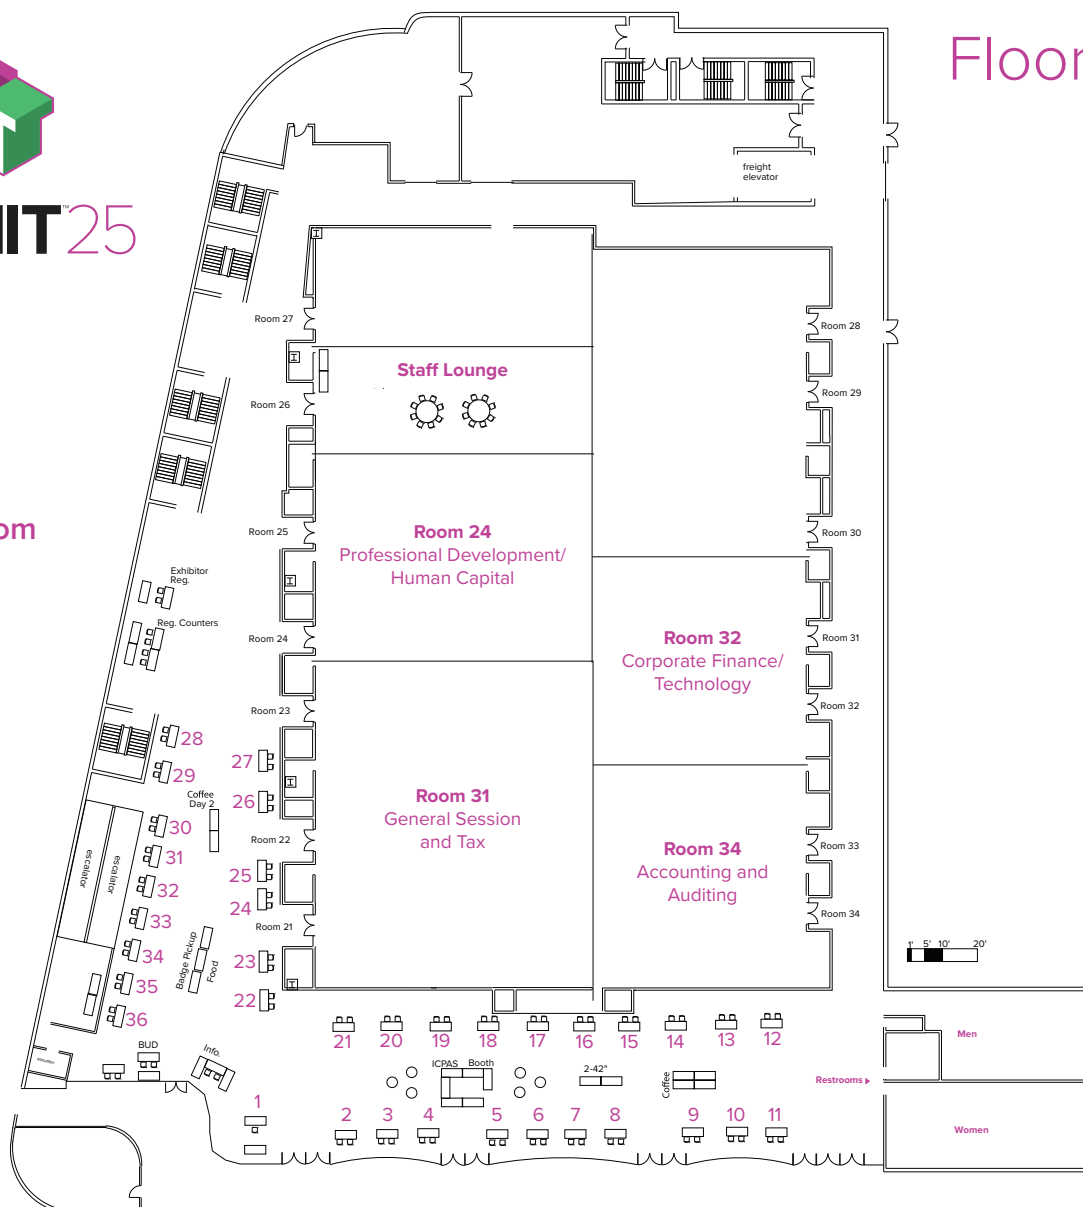 Floor
IIT™25
om
freight
elevator
Room 27
Room 28
Staff Lounge
Room 26
Room 29
Room 25
Room 24
Professional Development/
Human Capital
Room 30
Exhibitor
Reg.
Reg. Counters
Room 24
Room 32
Corporate Finance/
Technology
Room 31
Room 23
Room 32
28
27
29
Coffee
Day 2
26
Room 31
General Session
and Tax
30
Room 22
Room 34
Accounting and
Auditing
Room 33
escalator
escalator
31
25
32
24
33
Room 21
Room 34
34
Badge Pickup
Food
23
1' 5' 10' 20'
35
22
36
21
20
19
18
17
16
15
14
13
12
Men
BUD
Info.
ICPAS Booth
2-42"
Coffee
Restrooms
1
2
3
4
5
6
7
8
9
10
11
Women